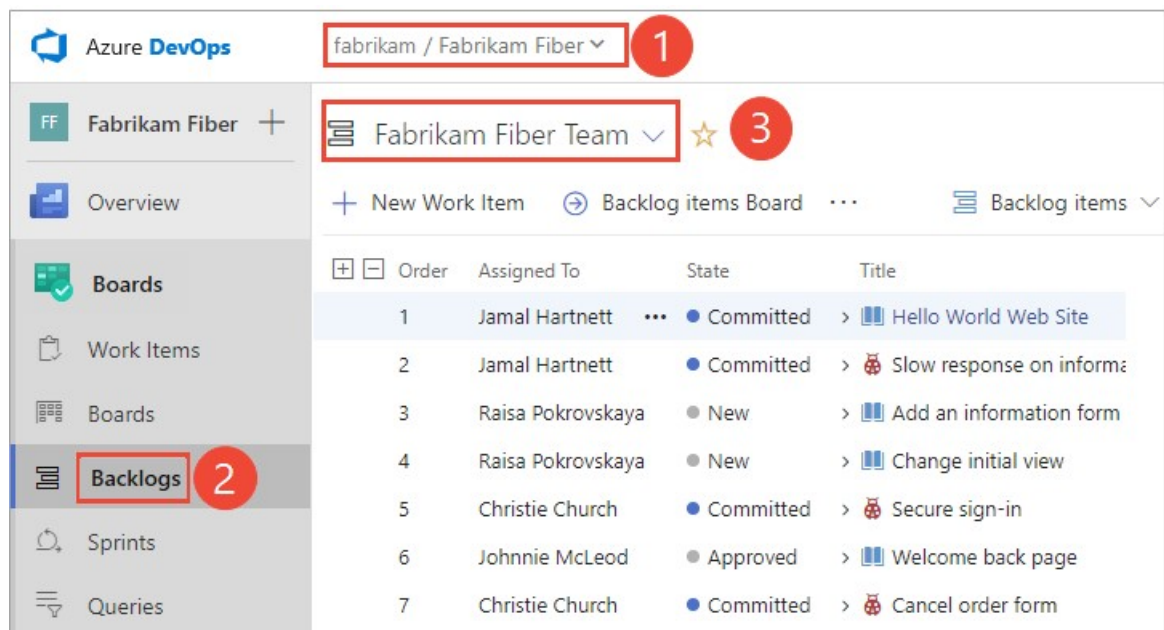 Azure DevOps fabrikam / Fabrikam Fiber 1
FF Fabrikam Fiber +
Fabrikam Fiber Team 3
Overview
+ New Work Item Backlog items Board ... Backlog items
Boards
Order Assigned To State Title
1 Jamal Hartnett ... Committed > Hello World Web Site
Work Items
2 Jamal Hartnett Committed > Slow response on informa
Boards
3 Raisa Pokrovskaya New > Add an information form
4 Raisa Pokrovskaya New > Change initial view
Backlogs 2
5 Christie Church Committed > Secure sign-in
Sprints
6 Johnnie McLeod Approved > Welcome back page
Queries
7 Christie Church Committed > Cancel order form